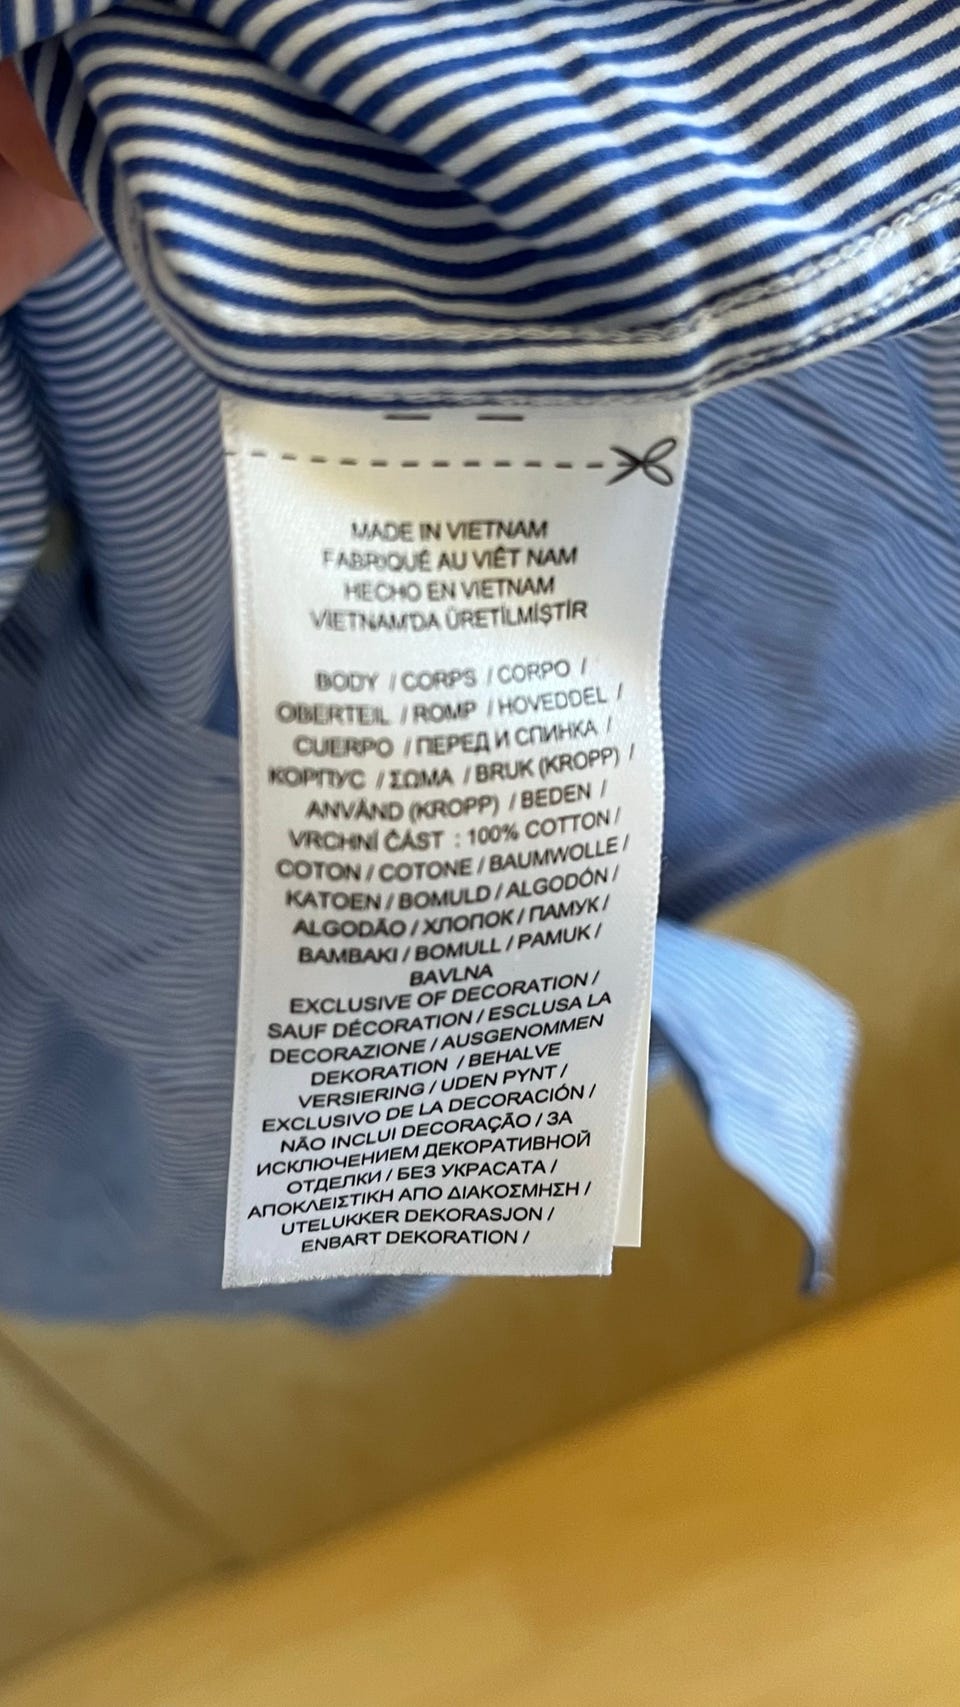 MADE IN VIETNAM
FABRIQUÉ AU VIÊT NAM
HECHO EN VIETNAM
VIETNAM'DA ÜRETİLMİŞTİR
BODY / CORPS / CORPO /
OBERTEIL / ROMP / HOVEDDEL /
CUERPO / ПЕРЕД И СПИНКА /
КОРПУС / ΣΩΜΑ / BRUK (KROPP) /
ANVÄND (KROPP) / BEDEN /
VRCHNÍ ČÁST : 100% COTTON /
COTON / COTONE / BAUMWOLLE /
KATOEN / BOMULD / ALGODÓN /
ALGODÃO / ХЛОПОК / ПАМУК /
BAMBAKI / BOMULL / PAMUK /
BAVLNA
EXCLUSIVE OF DECORATION /
SAUF DÉCORATION / ESCLUSA LA
DECORAZIONE / AUSGENOMMEN
DEKORATION / BEHALVE
VERSIERING / UDEN PYNT /
EXCLUSIVO DE LA DECORACIÓN /
NÃO INCLUI DECORAÇÃO / ЗА
ИСКЛЮЧЕНИЕМ ДЕКОРАТИВНОЙ
ОТДЕЛКИ / БЕЗ УКРАСАТА /
ΑΠΟΚΛΕΙΣΤΙΚΗ ΑΠΟ ΔΙΑΚΟΣΜΗΣΗ /
UTELUKKER DEKORASJON /
ENBART DEKORATION /